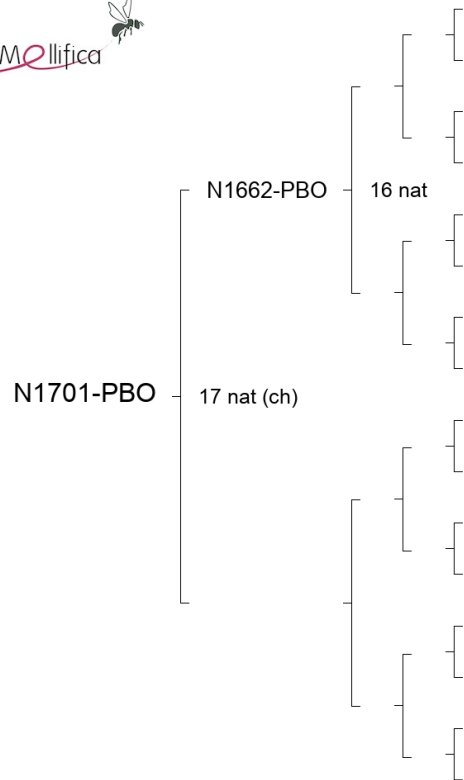 Mellifica
N1662-PBO
16 nat
N1701-PBO
17 nat (ch)